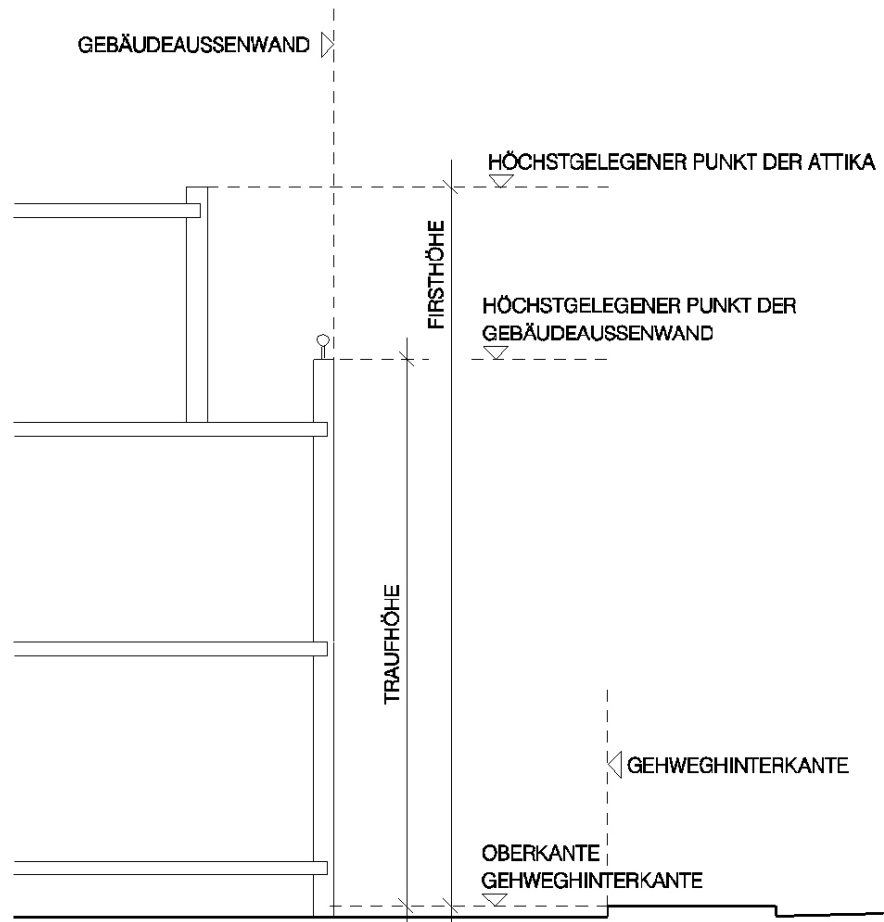 GEBÄUDEAUSSENWAND
HÖCHSTGELEGENER PUNKT DER ATTIKA
FIRSTHÖHE
HÖCHSTGELEGENER PUNKT DER
GEBÄUDEAUSSENWAND
TRAUFHÖHE
GEHWEGHINTERKANTE
OBERKANTE
GEHWEGHINTERKANTE